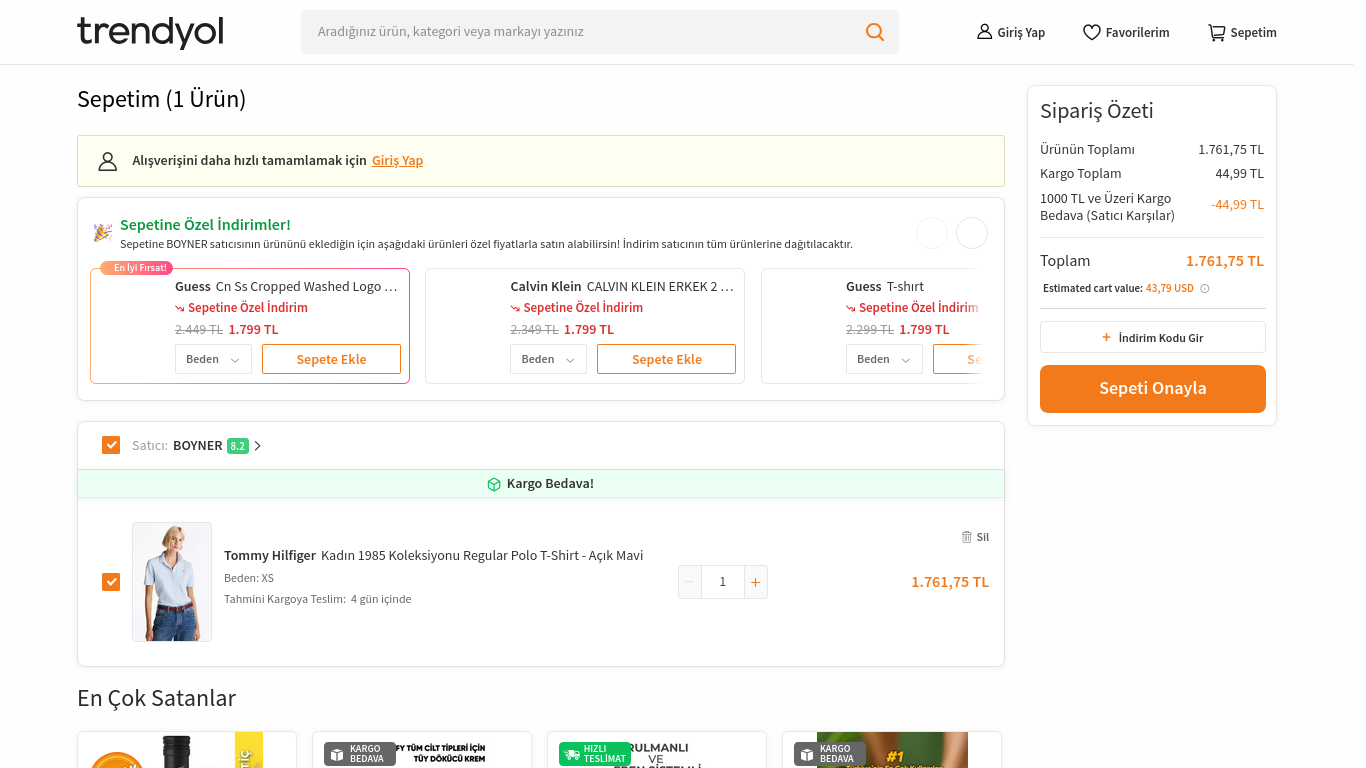 trendyol
Aradığınız ürün, kategori veya markayı yazınız
Giriş Yap
Favorilerim
Sepetim
Sepetim (1 Ürün)
Alışverişini daha hızlı tamamlamak için Giriş Yap
Sepetine Özel İndirimler!
Sepetine BOYNER satıcısının ürününü eklediğin için aşağıdaki ürünleri özel fiyatlarla satın alabilirsin! İndirim satıcının tüm ürünlerine dağıtılacaktır.
En İyi Fırsat!
Guess Cn Ss Cropped Washed Logo ...
Sepetine Özel İndirim
2.449 TL 1.799 TL
Beden
Sepete Ekle
Calvin Klein CALVIN KLEIN ERKEK 2 ...
Sepetine Özel İndirim
2.349 TL 1.799 TL
Beden
Sepete Ekle
Guess T-shırt
Sepetine Özel İndirim
2.299 TL 1.799 TL
Beden
Se
Satıcı: BOYNER 8.2
Kargo Bedava!
Sil
Tommy Hilfiger Kadın 1985 Koleksiyonu Regular Polo T-Shirt - Açık Mavi
Beden: XS
Tahmini Kargoya Teslim: 4 gün içinde
− 1 +
1.761,75 TL
Sipariş Özeti
Ürünün Toplamı 1.761,75 TL
Kargo Toplam 44,99 TL
1000 TL ve Üzeri Kargo
Bedava (Satıcı Karşılar)
-44,99 TL
Toplam 1.761,75 TL
Estimated cart value: 43,79 USD
+ İndirim Kodu Gir
Sepeti Onayla
En Çok Satanlar
KARGO
BEDAVA
FY TÜM CİLT TİPLERİ İÇİN
TÜY DÖKÜCÜ KREM
HIZLI
TESLİMAT
RULMANLI
VE
KARGO
BEDAVA
#1